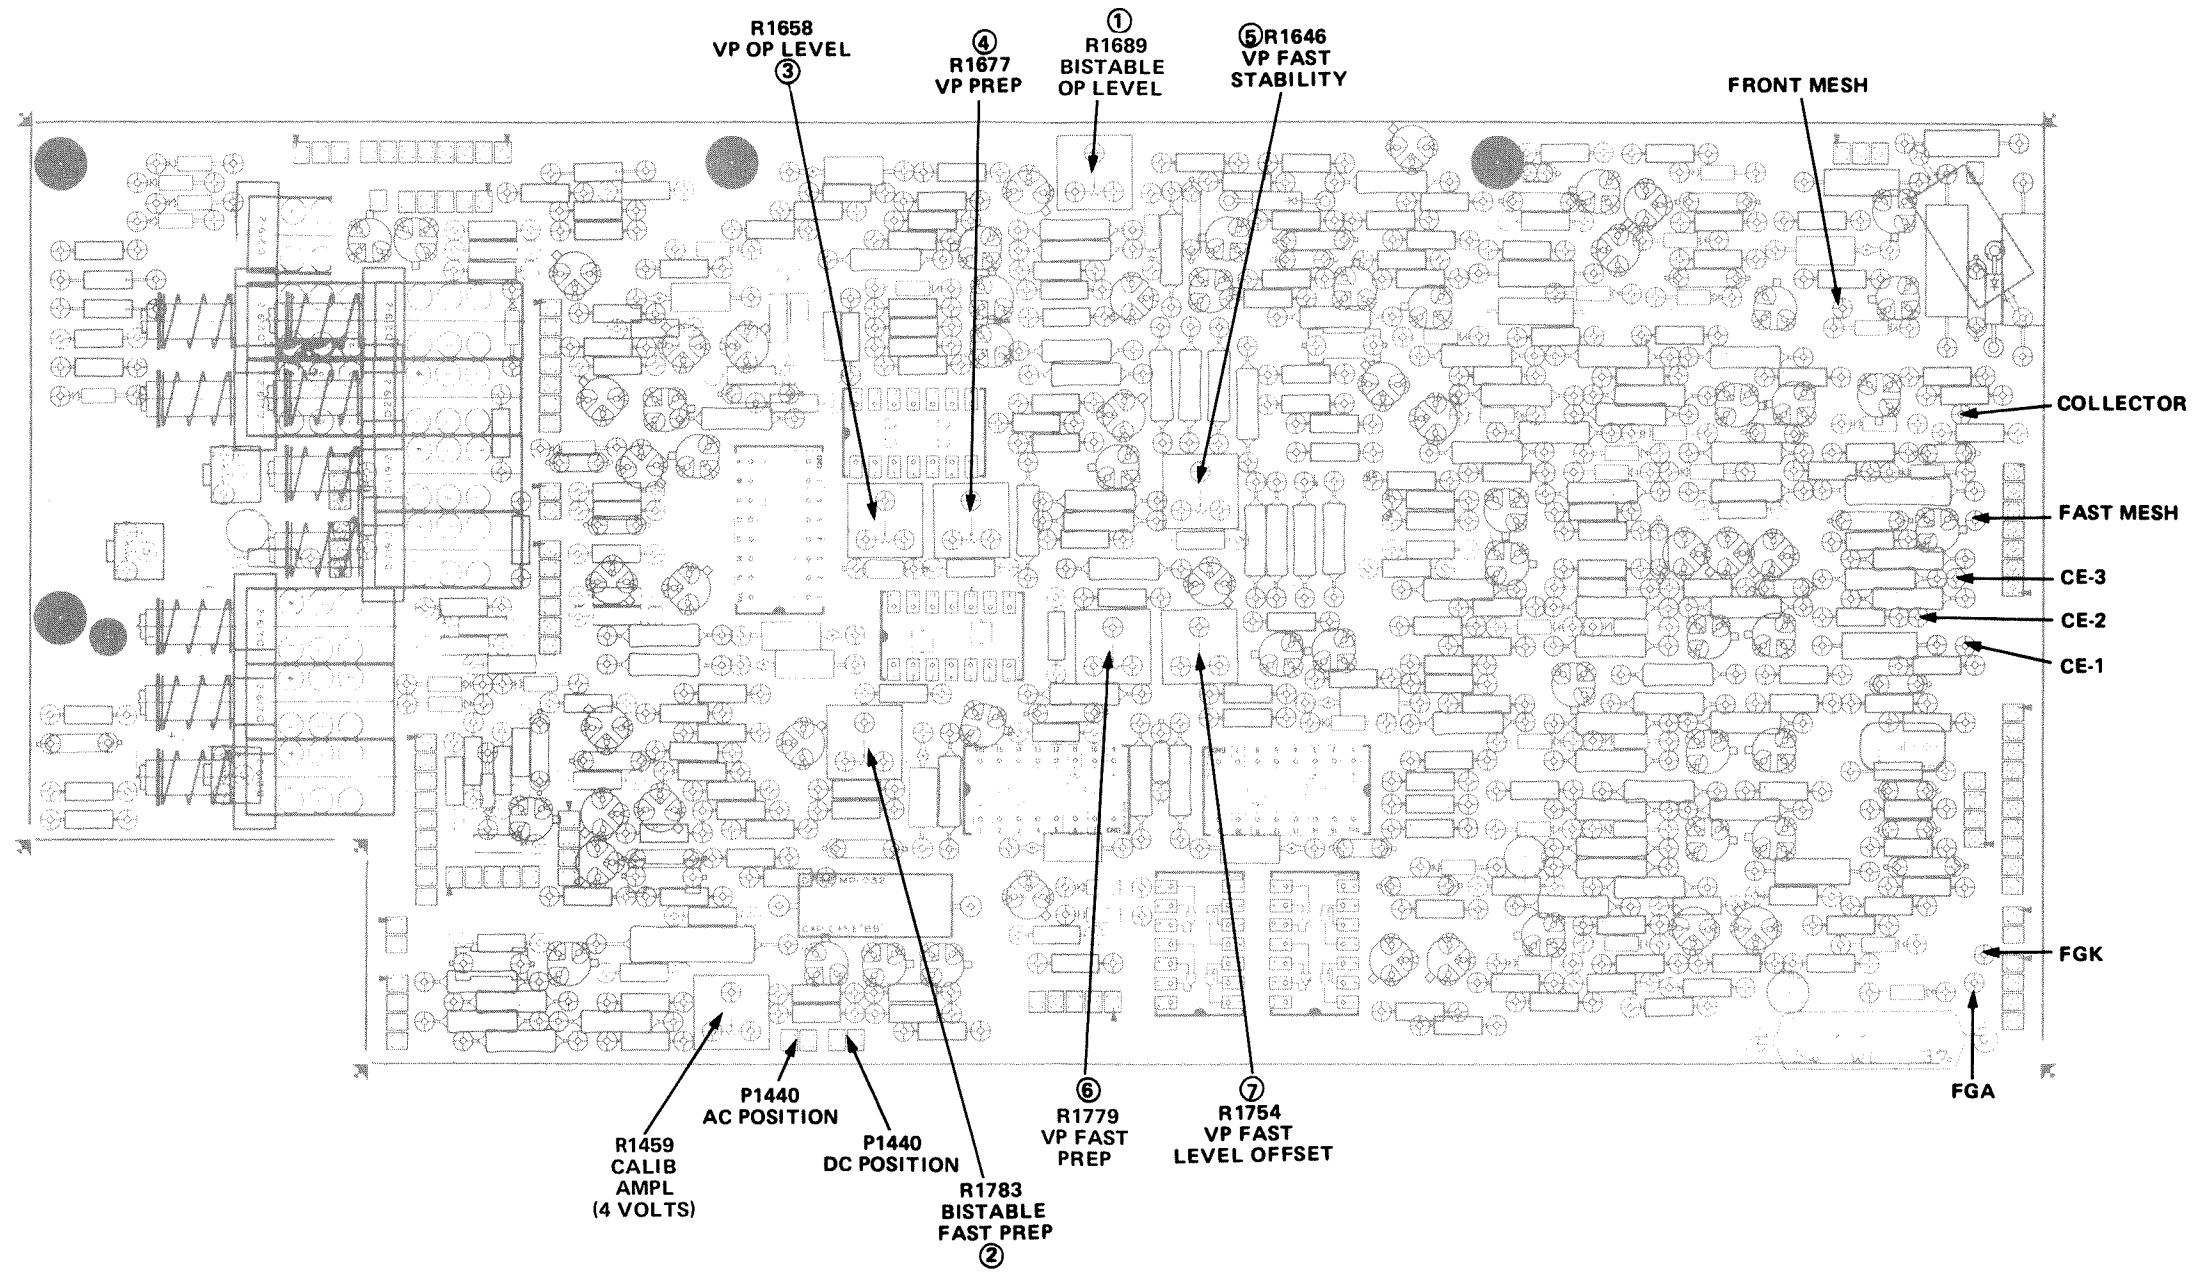 R1658
VP OP LEVEL
③
④
R1677
VP PREP
①
R1689
BISTABLE
OP LEVEL
⑤R1646
VP FAST
STABILITY
FRONT MESH
COLLECTOR
FAST MESH
CE-3
CE-2
CE-1
FGK
FGA
P1440
AC POSITION
R1459
CALIB
AMPL
(4 VOLTS)
P1440
DC POSITION
R1783
BISTABLE
FAST PREP
②
⑥
R1779
VP FAST
PREP
⑦
R1754
VP FAST
LEVEL OFFSET